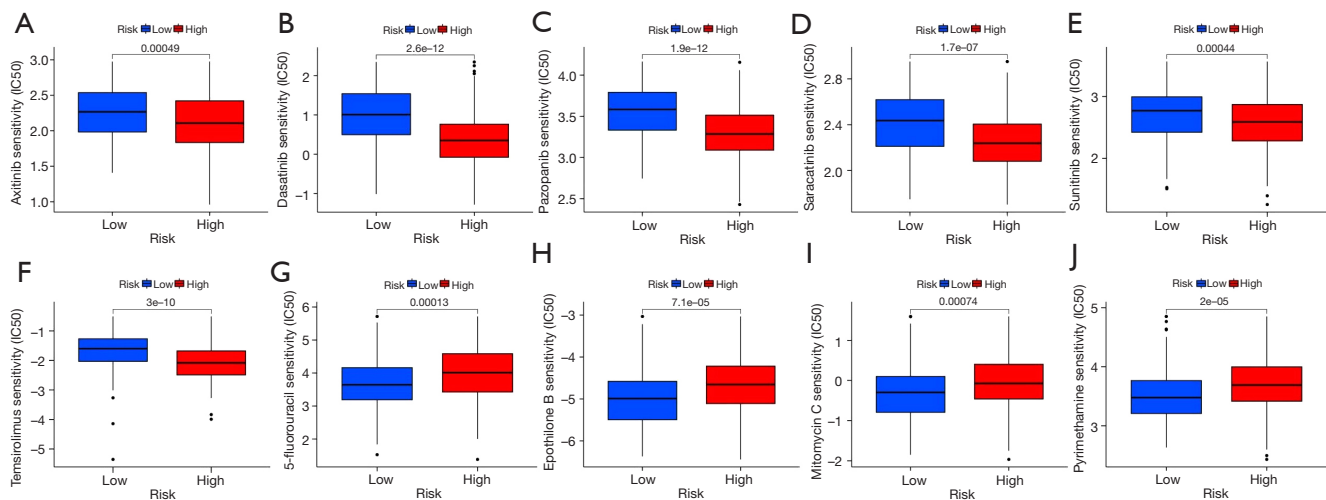 A
Risk Low High
0.00049
Axitinib sensitivity (IC50)
3.0
2.5
2.0
1.5
1.0
Low High
Risk
B
Risk Low High
2.6e−12
Dasatinib sensitivity (IC50)
2
1
0
−1
Low High
Risk
C
Risk Low High
1.9e−12
Pazopanib sensitivity (IC50)
4.0
3.5
3.0
2.5
Low High
Risk
D
Risk Low High
1.7e−07
Saracatinib sensitivity (IC50)
2.8
2.4
2.0
Low High
Risk
E
Risk Low High
0.00044
Sunitinib sensitivity (IC50)
3
2
Low High
Risk
F
Risk Low High
3e−10
Temsirolimus sensitivity (IC50)
−1
−2
−3
−4
−5
Low High
Risk
G
Risk Low High
0.00013
5-fluorouracil sensitivity (IC50)
5
4
3
2
Low High
Risk
H
Risk Low High
7.1e−05
Epothilone B sensitivity (IC50)
−3
−4
−5
−6
Low High
Risk
I
Risk Low High
0.00074
Mitomycin C sensitivity (IC50)
1
0
−1
−2
Low High
Risk
J
Risk Low High
2e−05
Pyrimethamine sensitivity (IC50)
5
4
3
Low High
Risk